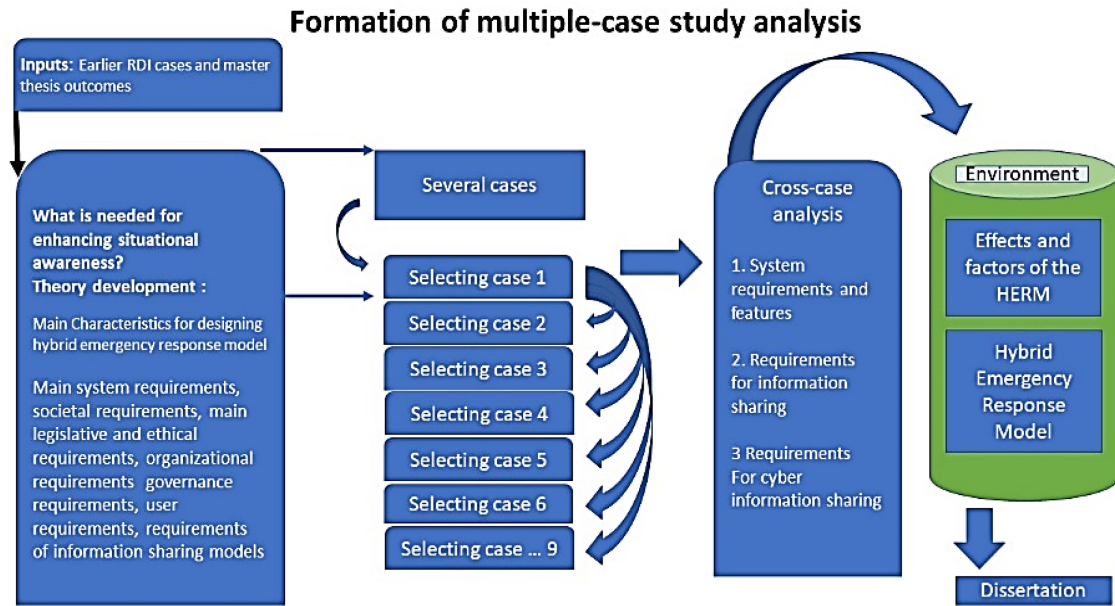 Formation of multiple-case study analysis
Inputs: Earlier RDI cases and master
thesis outcomes
What is needed for
enhancing situational
awareness?
Theory development :
Main Characteristics for designing
hybrid emergency response model
Main system requirements,
societal requirements, main
legislative and ethical
requirements, organizational
requirements governance
requirements, user
requirements, requirements
of information sharing models
Several cases
Selecting case 1
Selecting case 2
Selecting case 3
Selecting case 4
Selecting case 5
Selecting case 6
Selecting case ... 9
Cross-case
analysis
1. System
requirements and
features
2. Requirements
for information
sharing
3 Requirements
For cyber
information sharing
Environment
Effects and
factors of the
HERM
Hybrid
Emergency
Response
Model
Dissertation